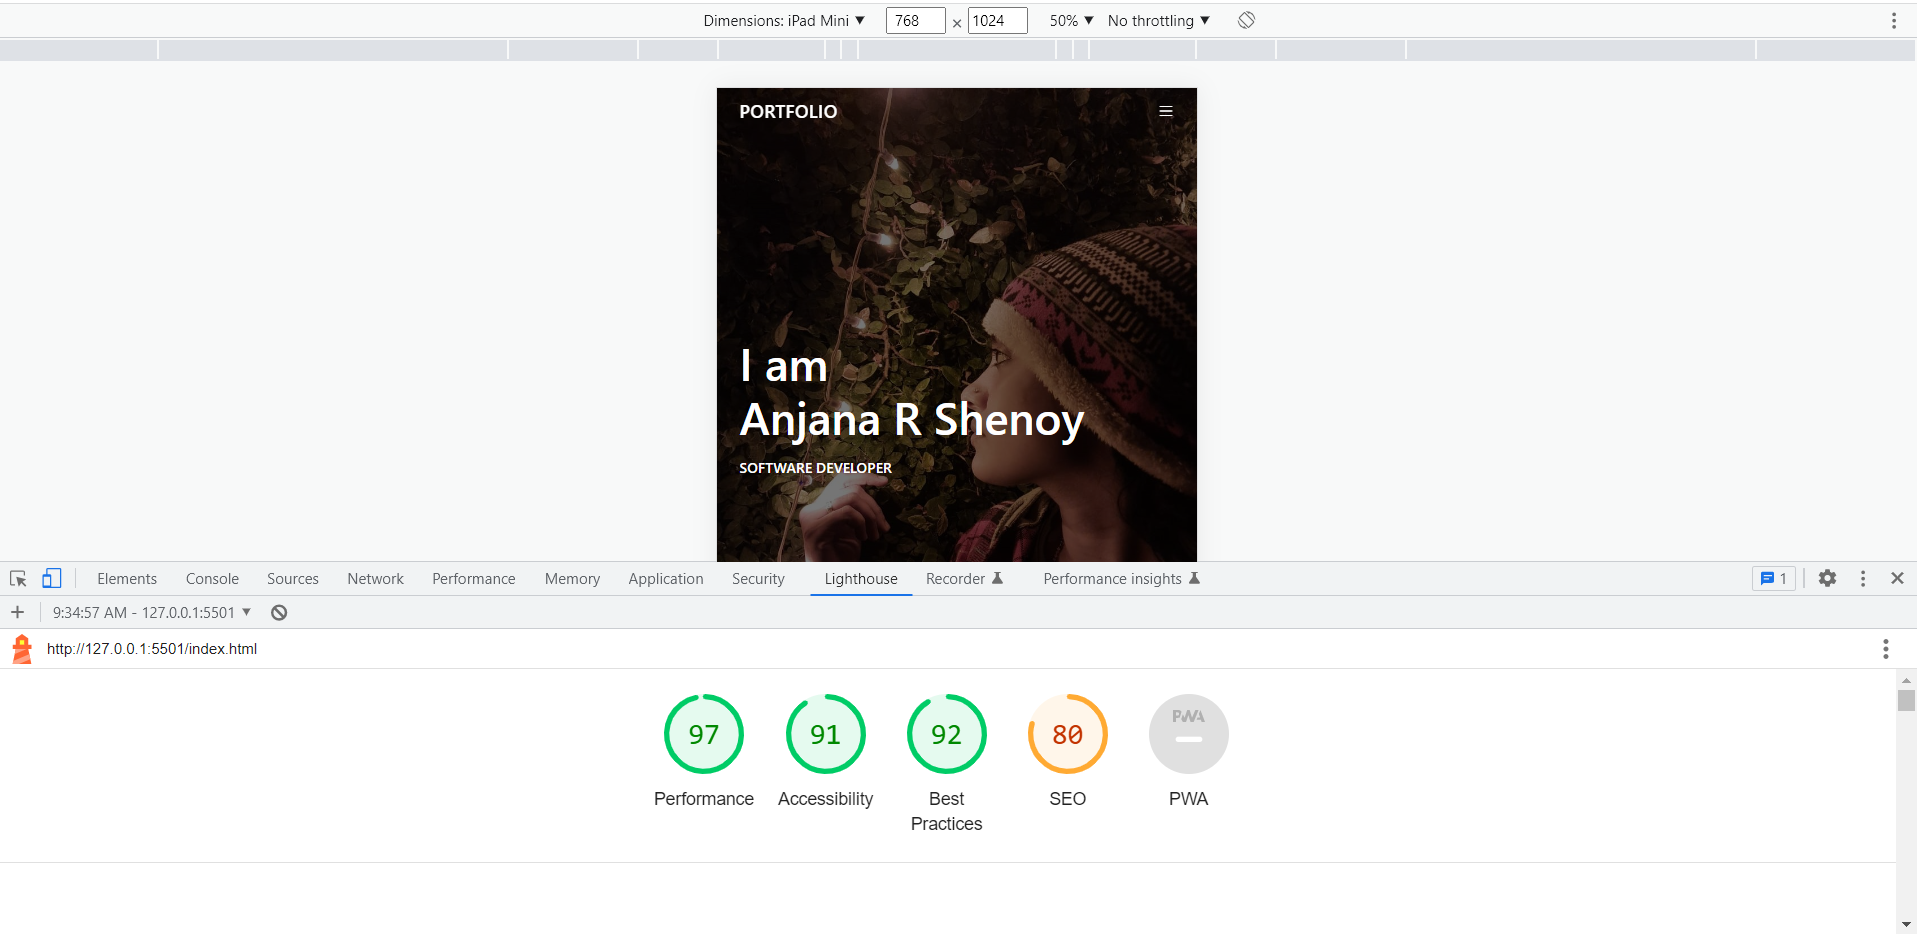 Dimensions: iPad Mini ▼ 768 × 1024 50% ▼ No throttling ▼
PORTFOLIO
I am
Anjana R Shenoy
SOFTWARE DEVELOPER
Elements Console Sources Network Performance Memory Application Security Lighthouse Recorder Performance insights 1
9:34:57 AM - 127.0.0.1:5501 ▼
http://127.0.0.1:5501/index.html
97 91 92 80 PWA
Performance Accessibility Best Practices SEO PWA